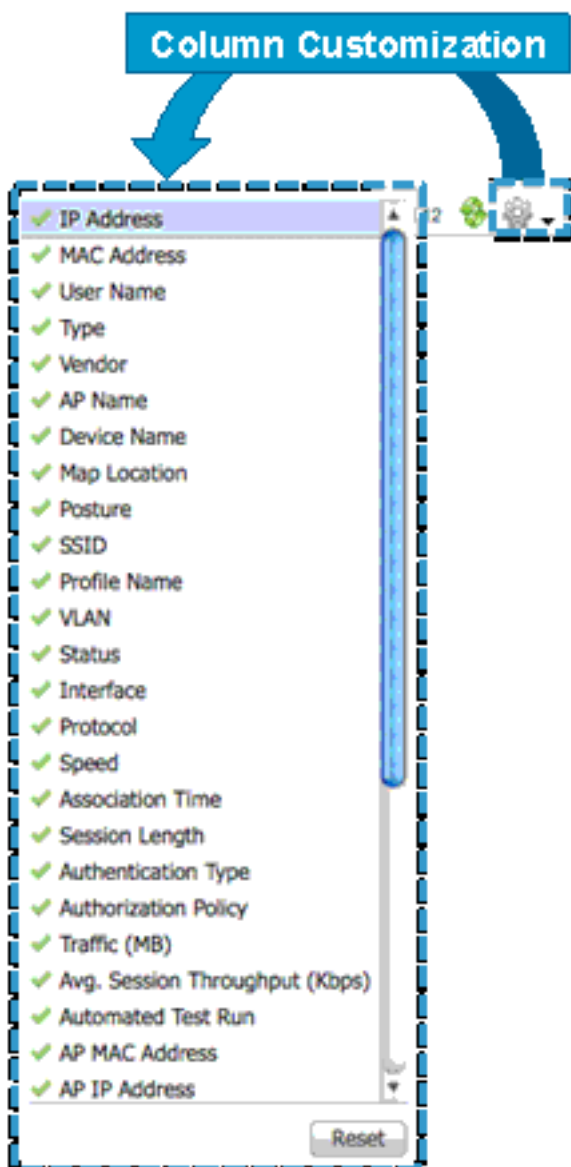 Column Customization
IP Address
MAC Address
User Name
Type
Vendor
AP Name
Device Name
Map Location
Posture
SSID
Profile Name
VLAN
Status
Interface
Protocol
Speed
Association Time
Session Length
Authentication Type
Authorization Policy
Traffic (MB)
Avg. Session Throughput (Kbps)
Automated Test Run
AP MAC Address
AP IP Address
Reset